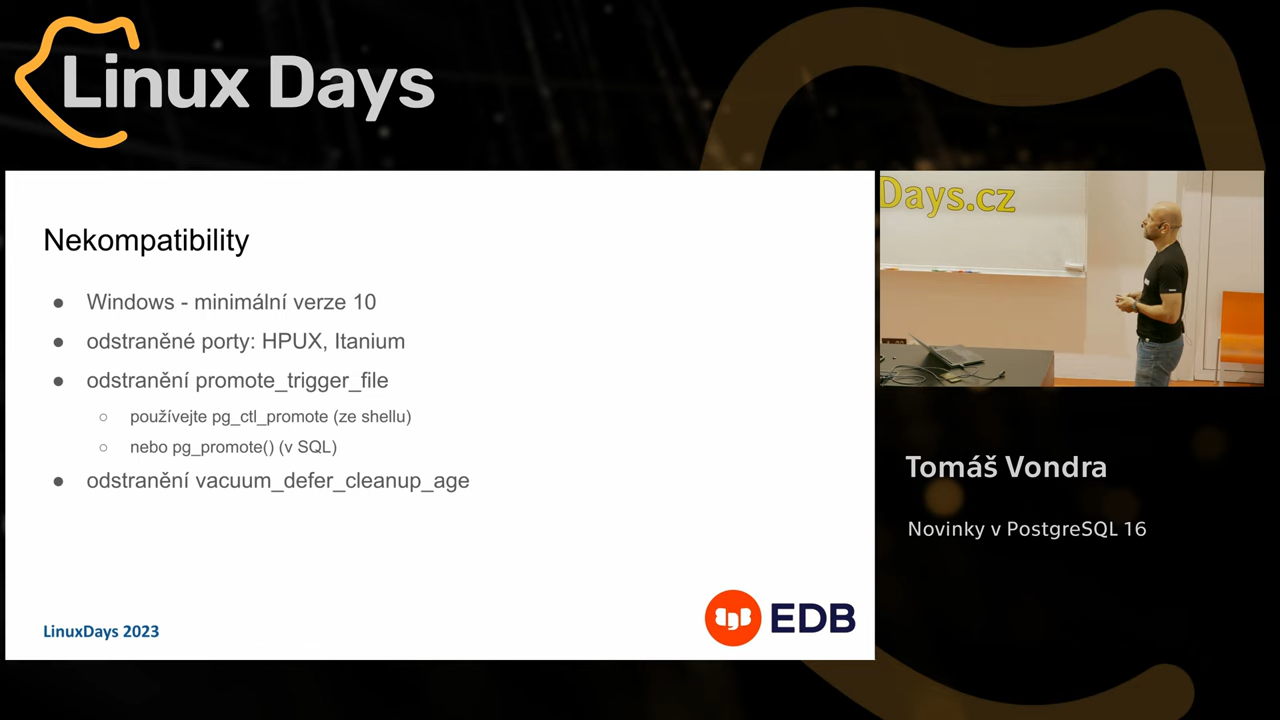 Linux Days
Nekompatibility
● Windows - minimální verze 10
● odstraněné porty: HPUX, Itanium
● odstranění promote_trigger_file
○ používejte pg_ctl_promote (ze shellu)
○ nebo pg_promote() (v SQL)
● odstranění vacuum_defer_cleanup_age
LinuxDays 2023
EDB
Days.cz
Tomáš Vondra
Novinky v PostgreSQL 16